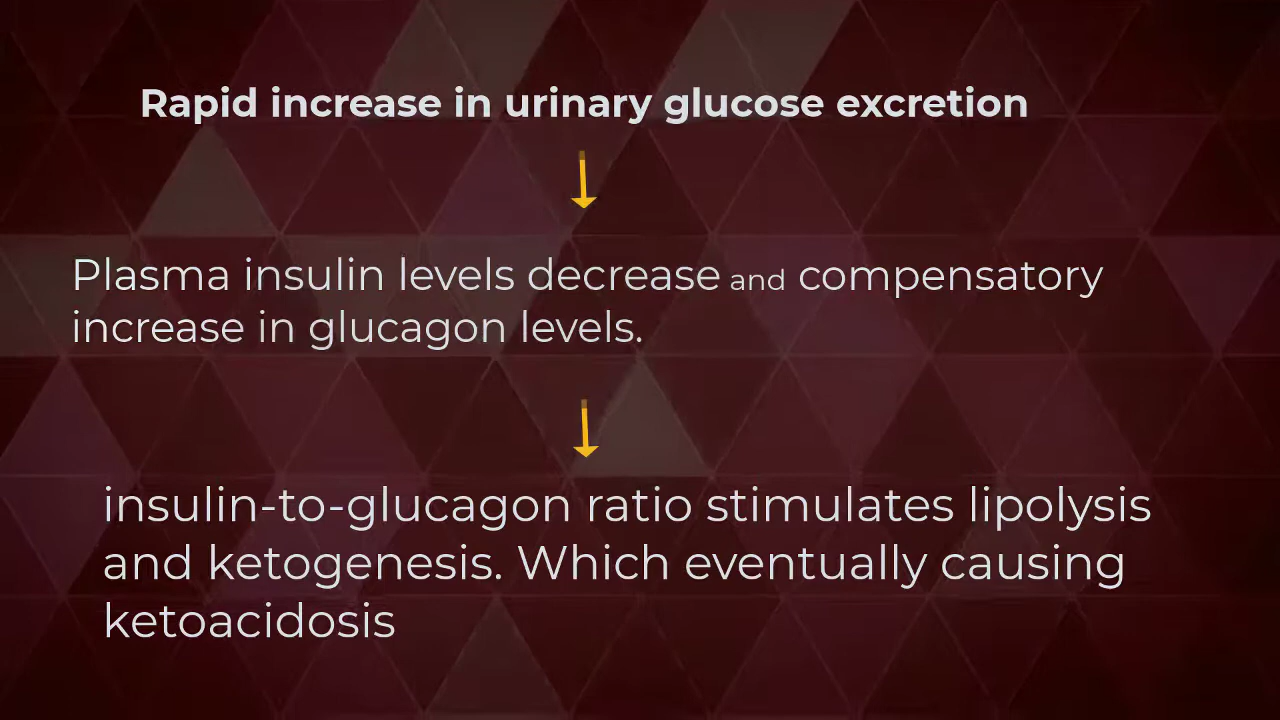 Rapid increase in urinary glucose excretion
Plasma insulin levels decrease and compensatory
increase in glucagon levels.
insulin-to-glucagon ratio stimulates lipolysis
and ketogenesis. Which eventually causing
ketoacidosis